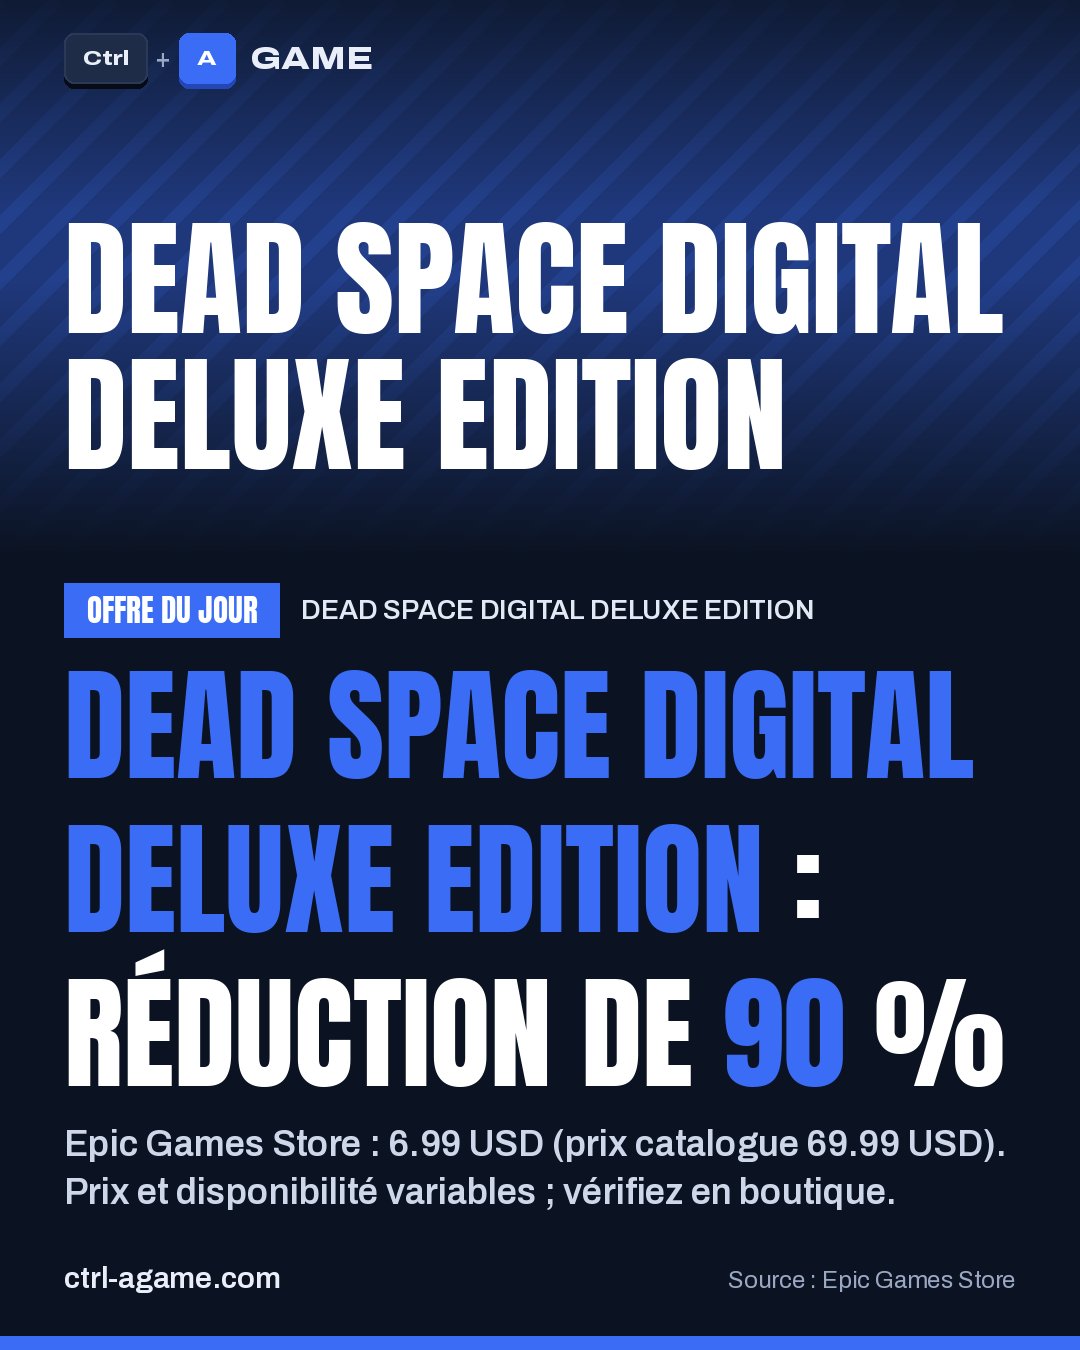 Ctrl + A GAME
DEAD SPACE DIGITAL
DELUXE EDITION
OFFRE DU JOUR DEAD SPACE DIGITAL DELUXE EDITION
DEAD SPACE DIGITAL
DELUXE EDITION :
RÉDUCTION DE 90 %
Epic Games Store : 6.99 USD (prix catalogue 69.99 USD).
Prix et disponibilité variables ; vérifiez en boutique.
ctrl-agame.com Source : Epic Games Store